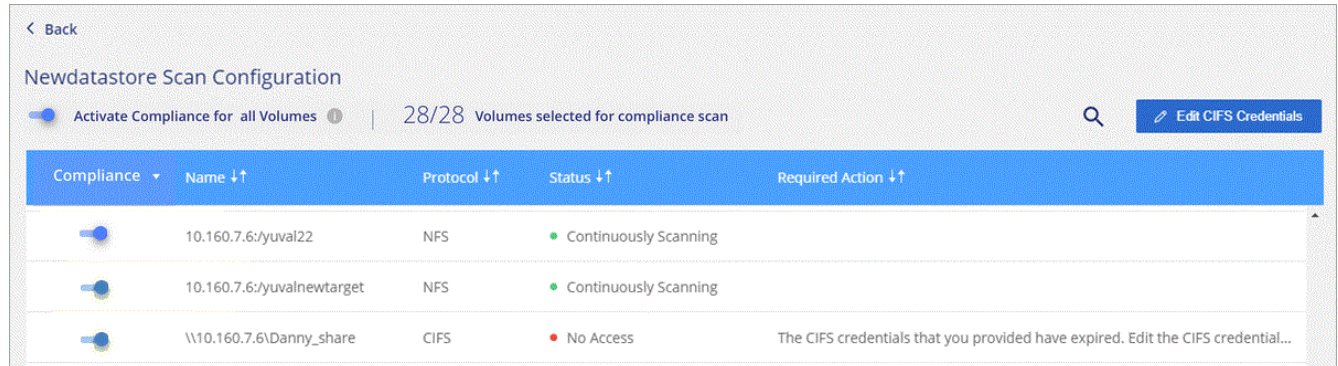 Back
Newdatastore Scan Configuration
Activate Compliance for all Volumes i | 28/28 Volumes selected for compliance scan Edit CIFS Credentials
Compliance Name ↓↑ Protocol ↓↑ Status ↓↑ Required Action ↓↑
10.160.7.6:/yuval22 NFS Continuously Scanning
10.160.7.6:/yuvalnewtarget NFS Continuously Scanning
\\10.160.7.6\Danny_share CIFS No Access The CIFS credentials that you provided have expired. Edit the CIFS credential...